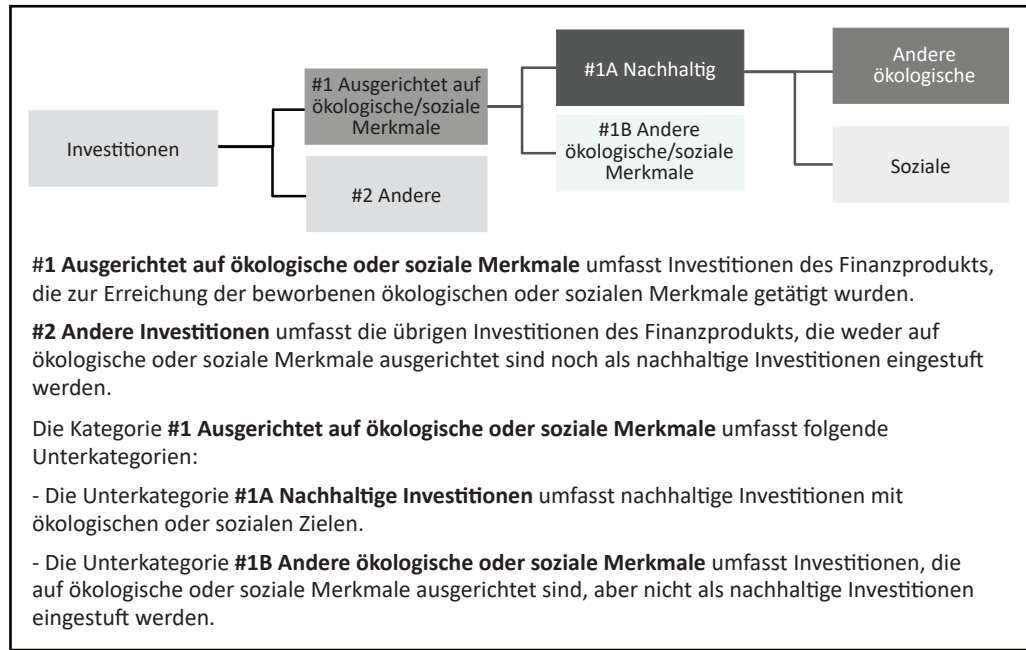 Investitionen
#1 Ausgerichtet auf
ökologische/soziale
Merkmale
#2 Andere
#1A Nachhaltig
#1B Andere
ökologische/soziale
Merkmale
Andere
ökologische
Soziale
#1 Ausgerichtet auf ökologische oder soziale Merkmale umfasst Investitionen des Finanzprodukts,
die zur Erreichung der beworbenen ökologischen oder sozialen Merkmale getätigt wurden.
#2 Andere Investitionen umfasst die übrigen Investitionen des Finanzprodukts, die weder auf
ökologische oder soziale Merkmale ausgerichtet sind noch als nachhaltige Investitionen eingestuft
werden.
Die Kategorie #1 Ausgerichtet auf ökologische oder soziale Merkmale umfasst folgende
Unterkategorien:
- Die Unterkategorie #1A Nachhaltige Investitionen umfasst nachhaltige Investitionen mit
ökologischen oder sozialen Zielen.
- Die Unterkategorie #1B Andere ökologische oder soziale Merkmale umfasst Investitionen, die
auf ökologische oder soziale Merkmale ausgerichtet sind, aber nicht als nachhaltige Investitionen
eingestuft werden.